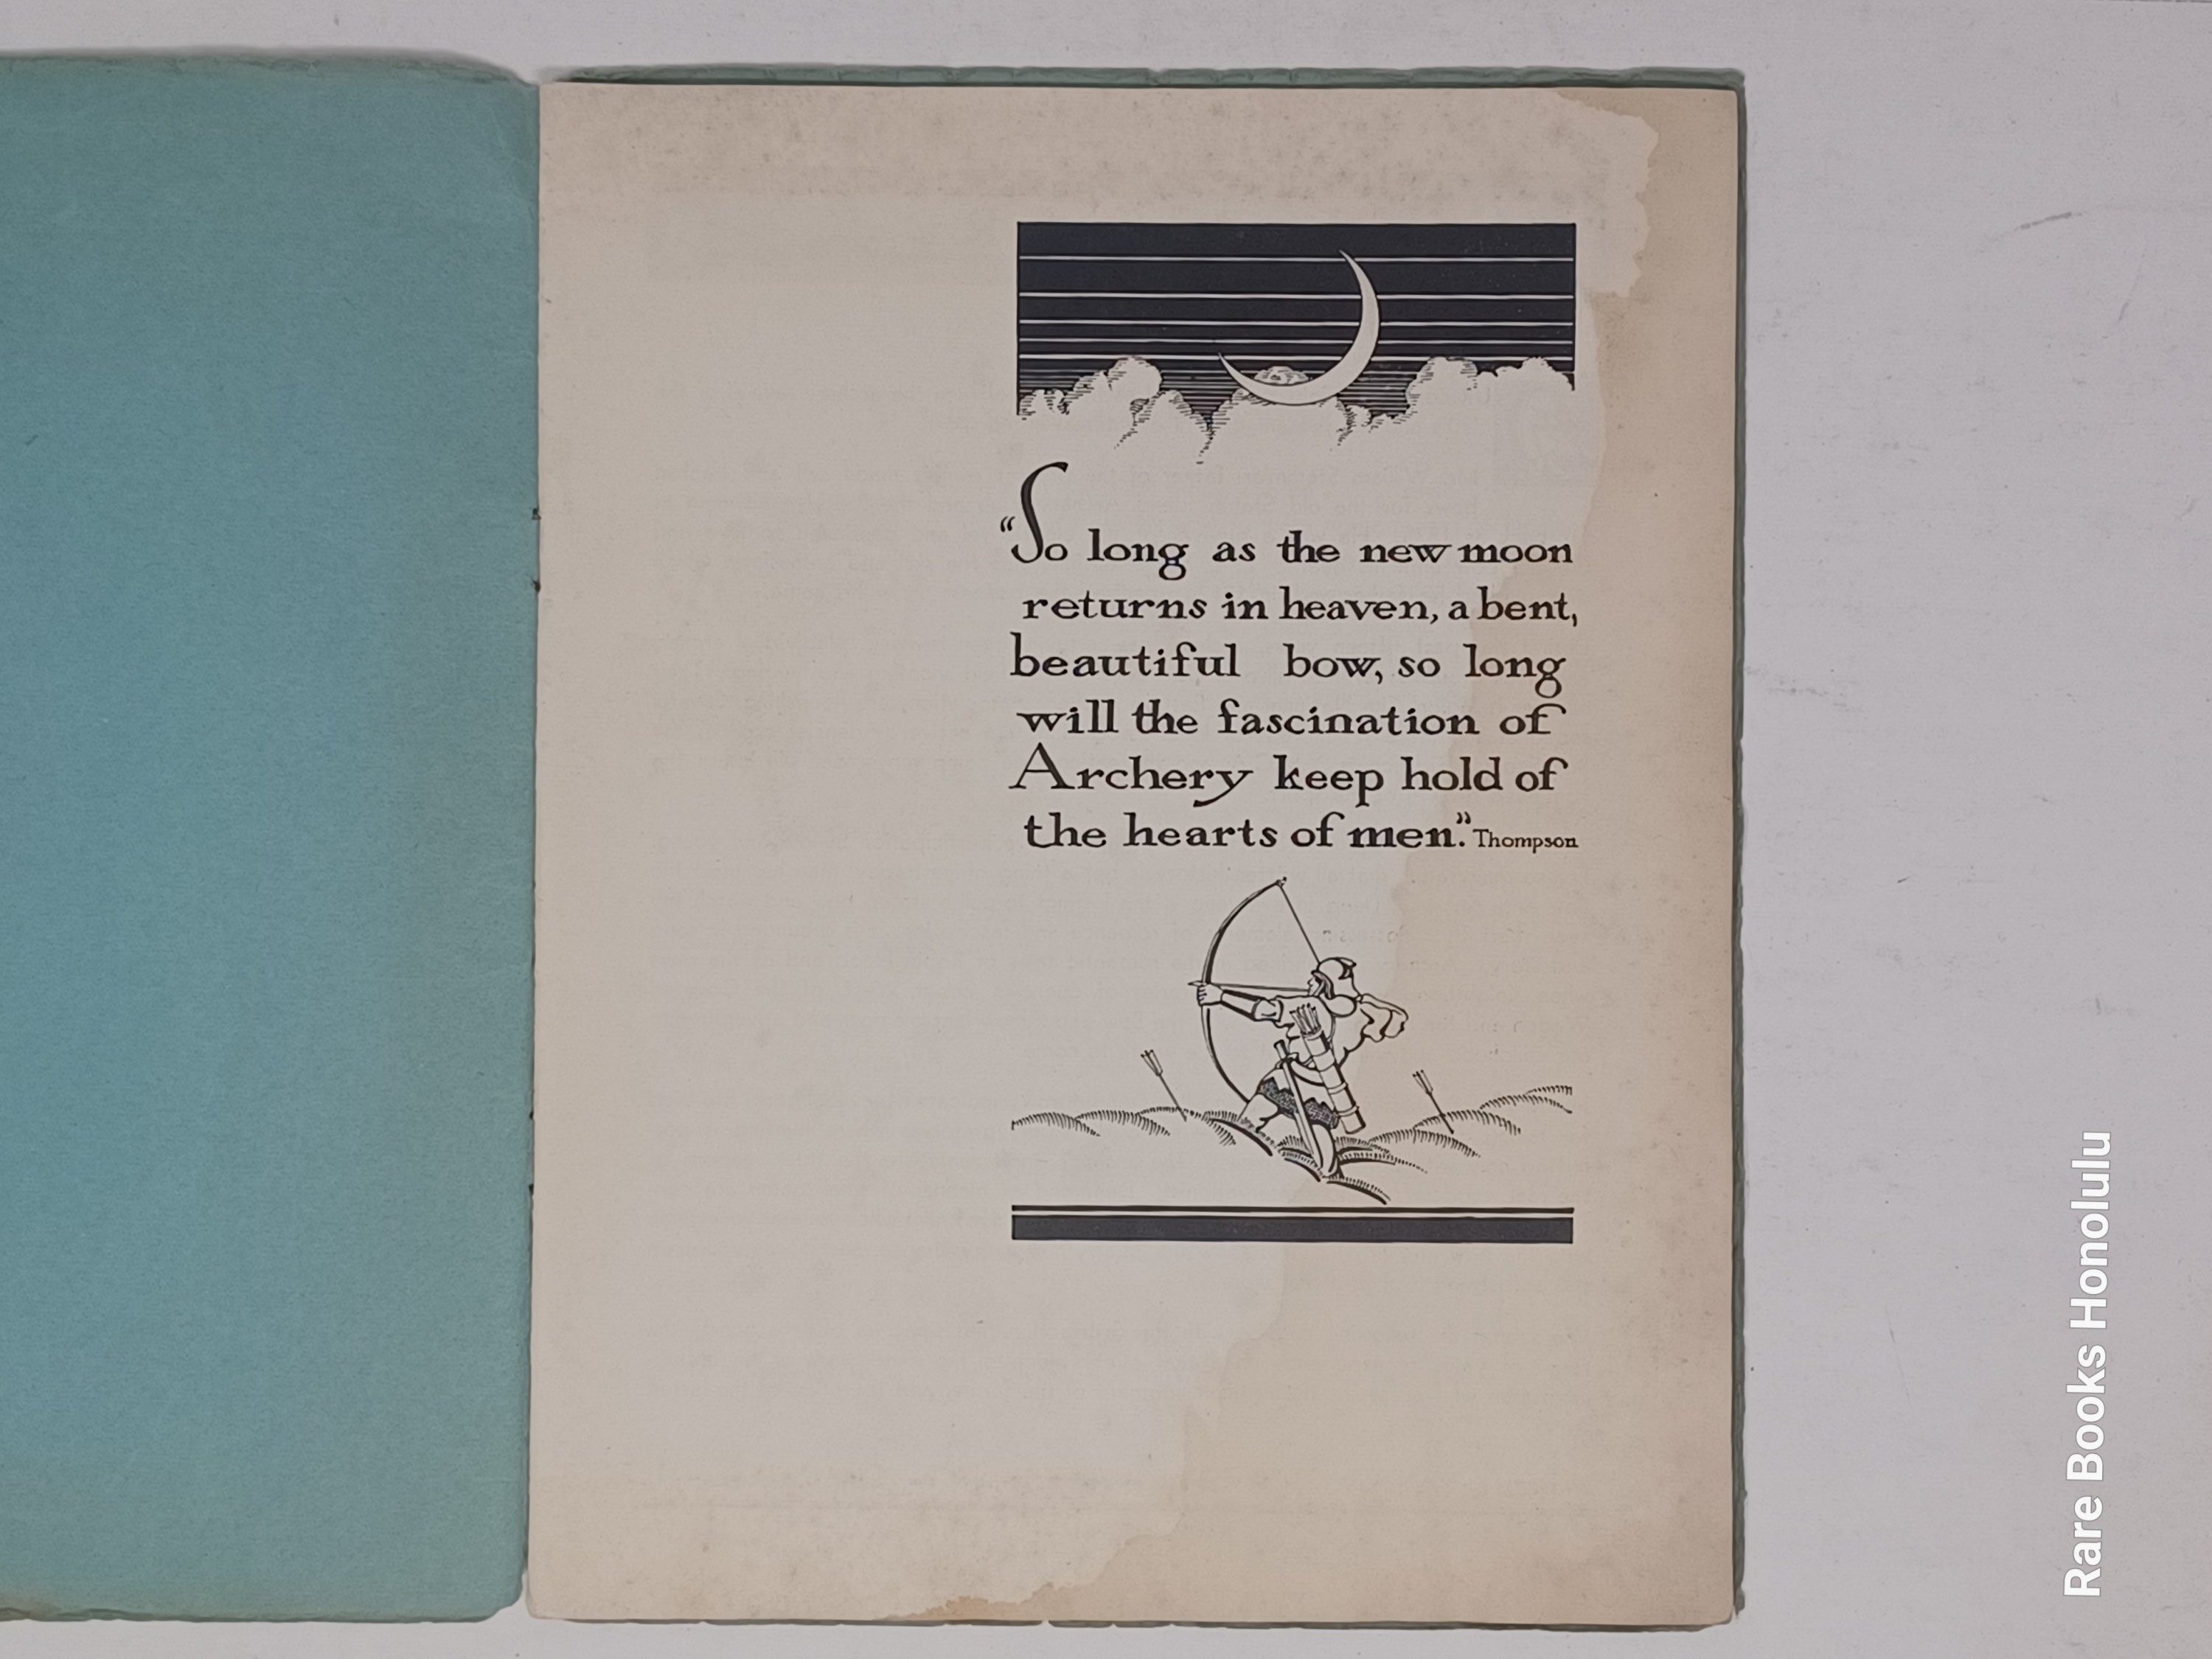 “So long as the new moon
returns in heaven, a bent,
beautiful bow, so long
will the fascination of
Archery keep hold of
the hearts of men.” Thompson
Rare Books Honolulu